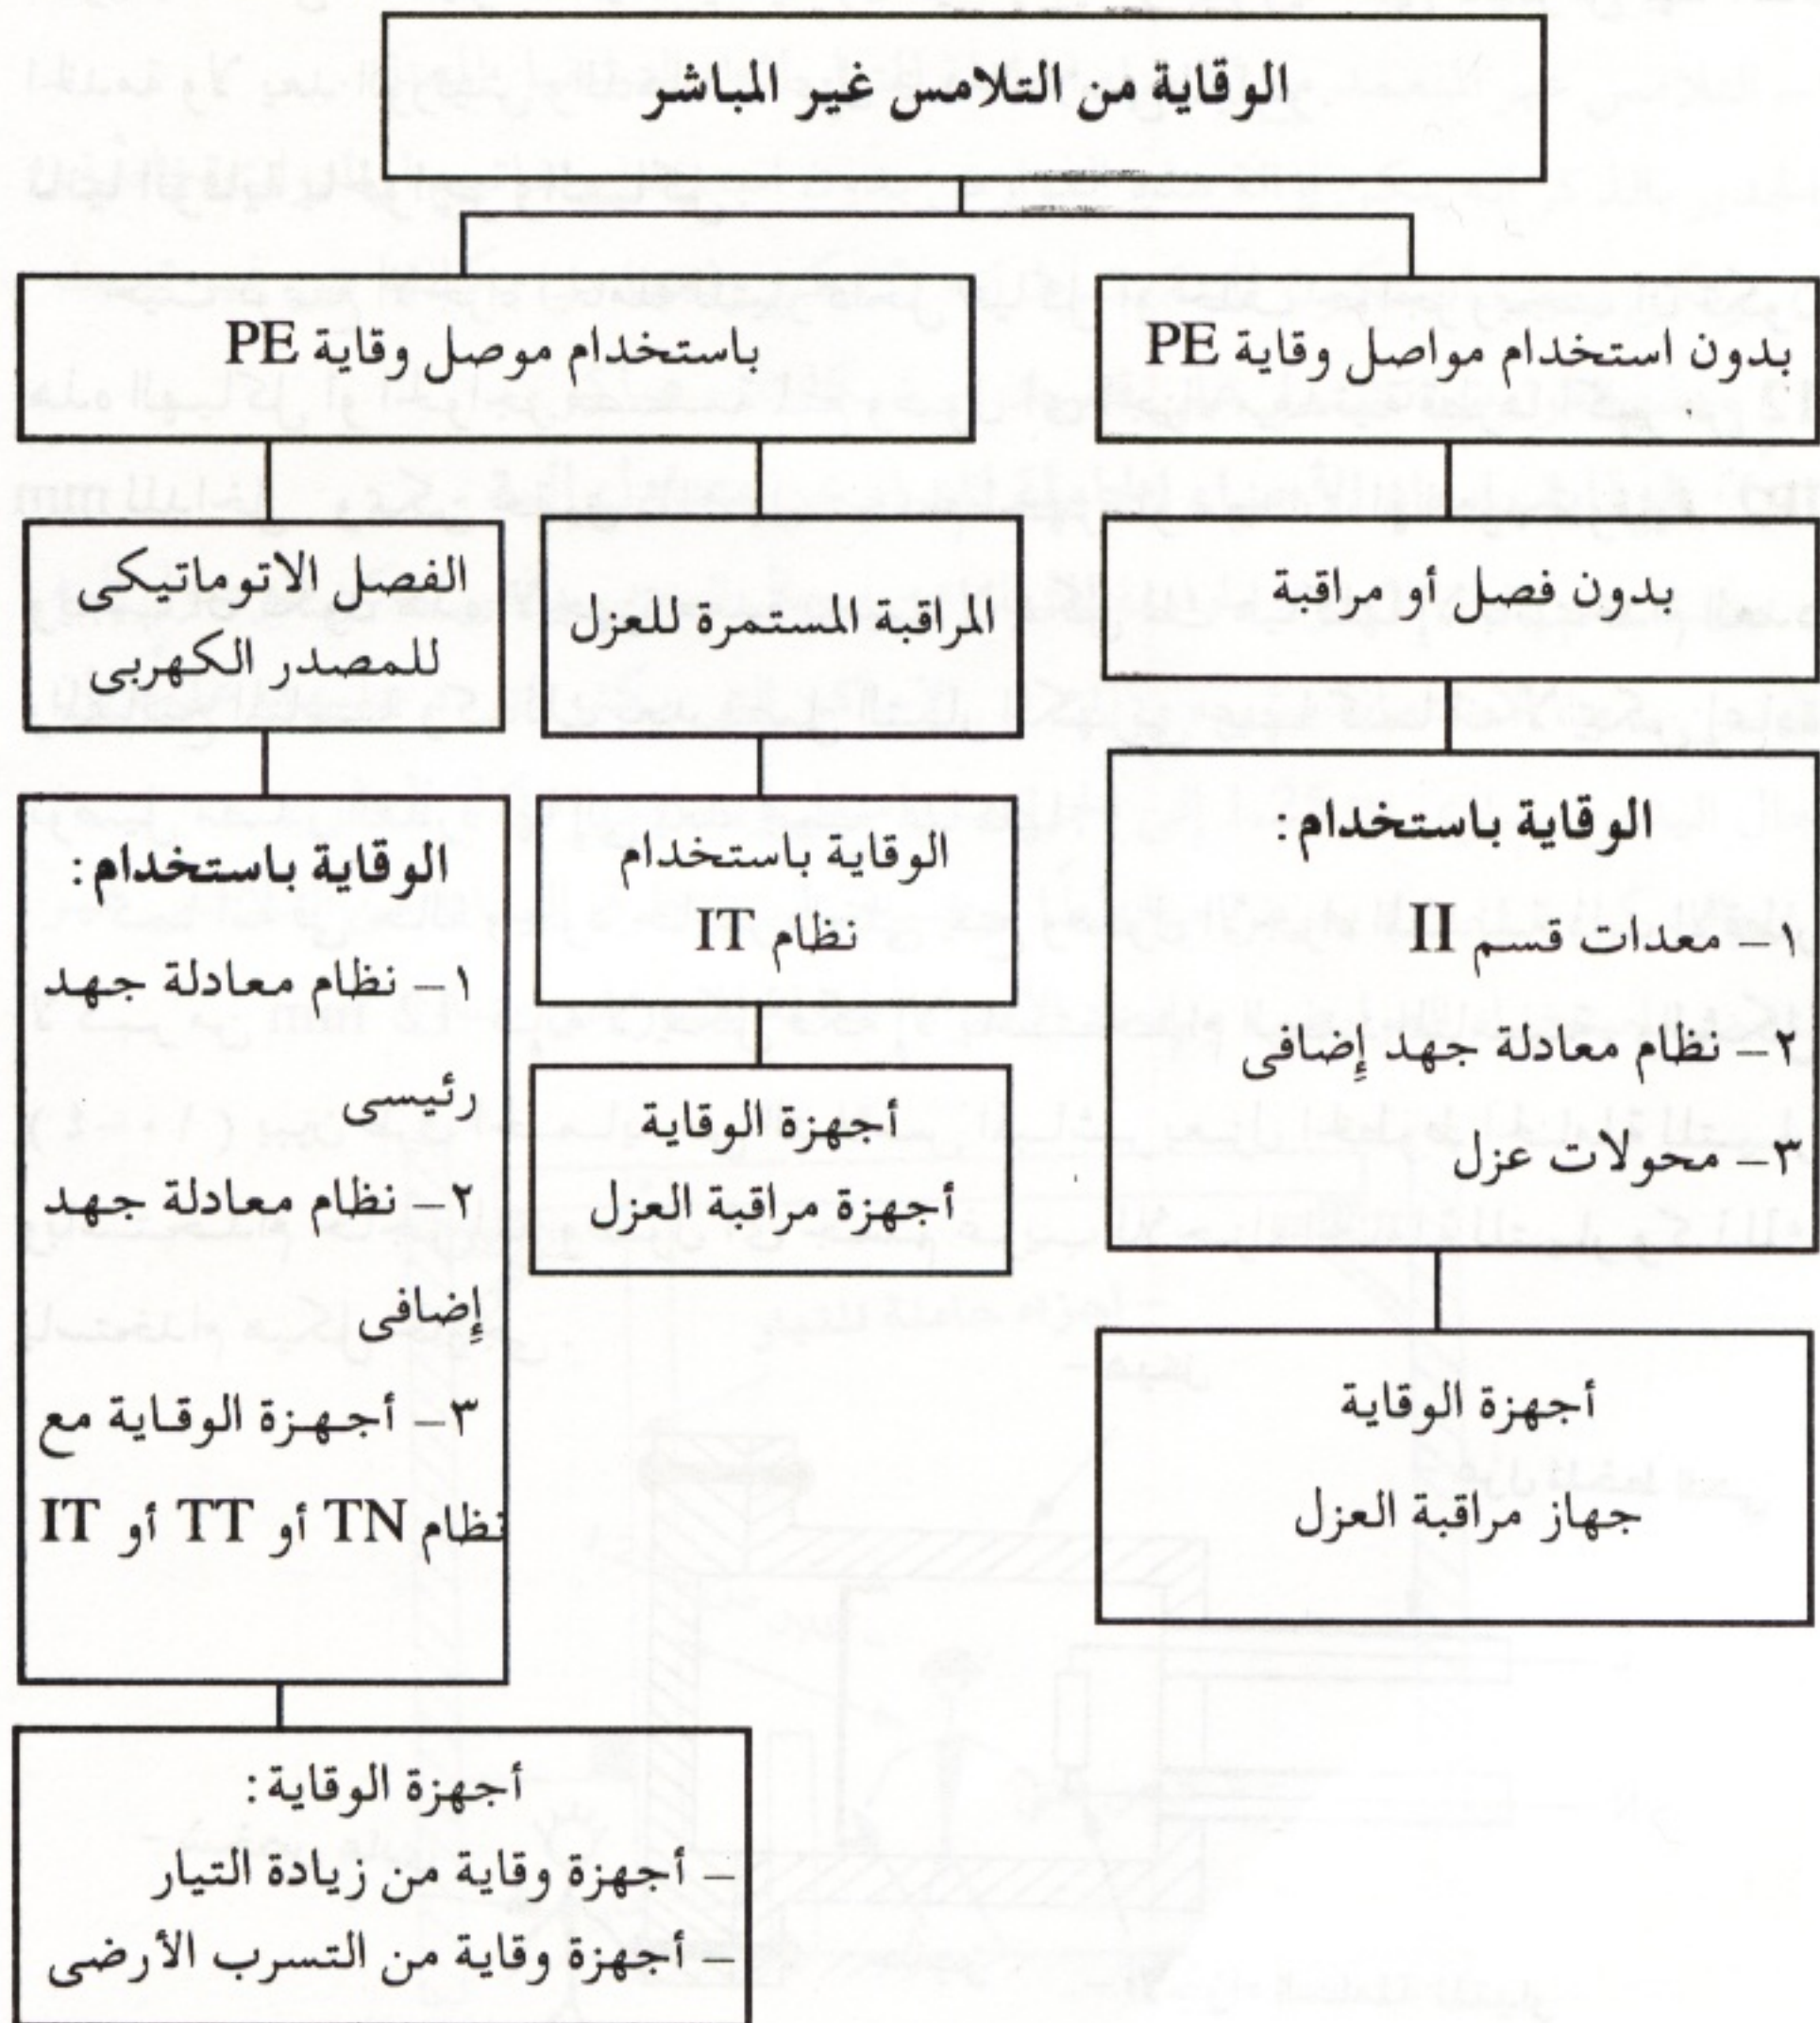 الوقاية من التلامس غير المباشر
بدون استخدام مواصل وقاية PE
باستخدام موصل وقاية PE
بدون فصل أو مراقبة
المراقبة المستمرة للعزل
الفصل الاتوماتيكى
للمصدر الكهربى
الوقاية باستخدام:
١– معدات قسم II
٢– نظام معادلة جهد إِضافى
٣– محولات عزل
الوقاية باستخدام
نظام IT
الوقاية باستخدام:
١– نظام معادلة جهد
رئيسى
٢– نظام معادلة جهد
إِضافى
٣– أجهزة الوقاية مع
نظام TN أو TT أو IT
أجهزة الوقاية
جهاز مراقبة العزل
أجهزة الوقاية
أجهزة مراقبة العزل
أجهزة الوقاية:
– أجهزة وقاية من زيادة التيار
– أجهزة وقاية من التسرب الأرضى